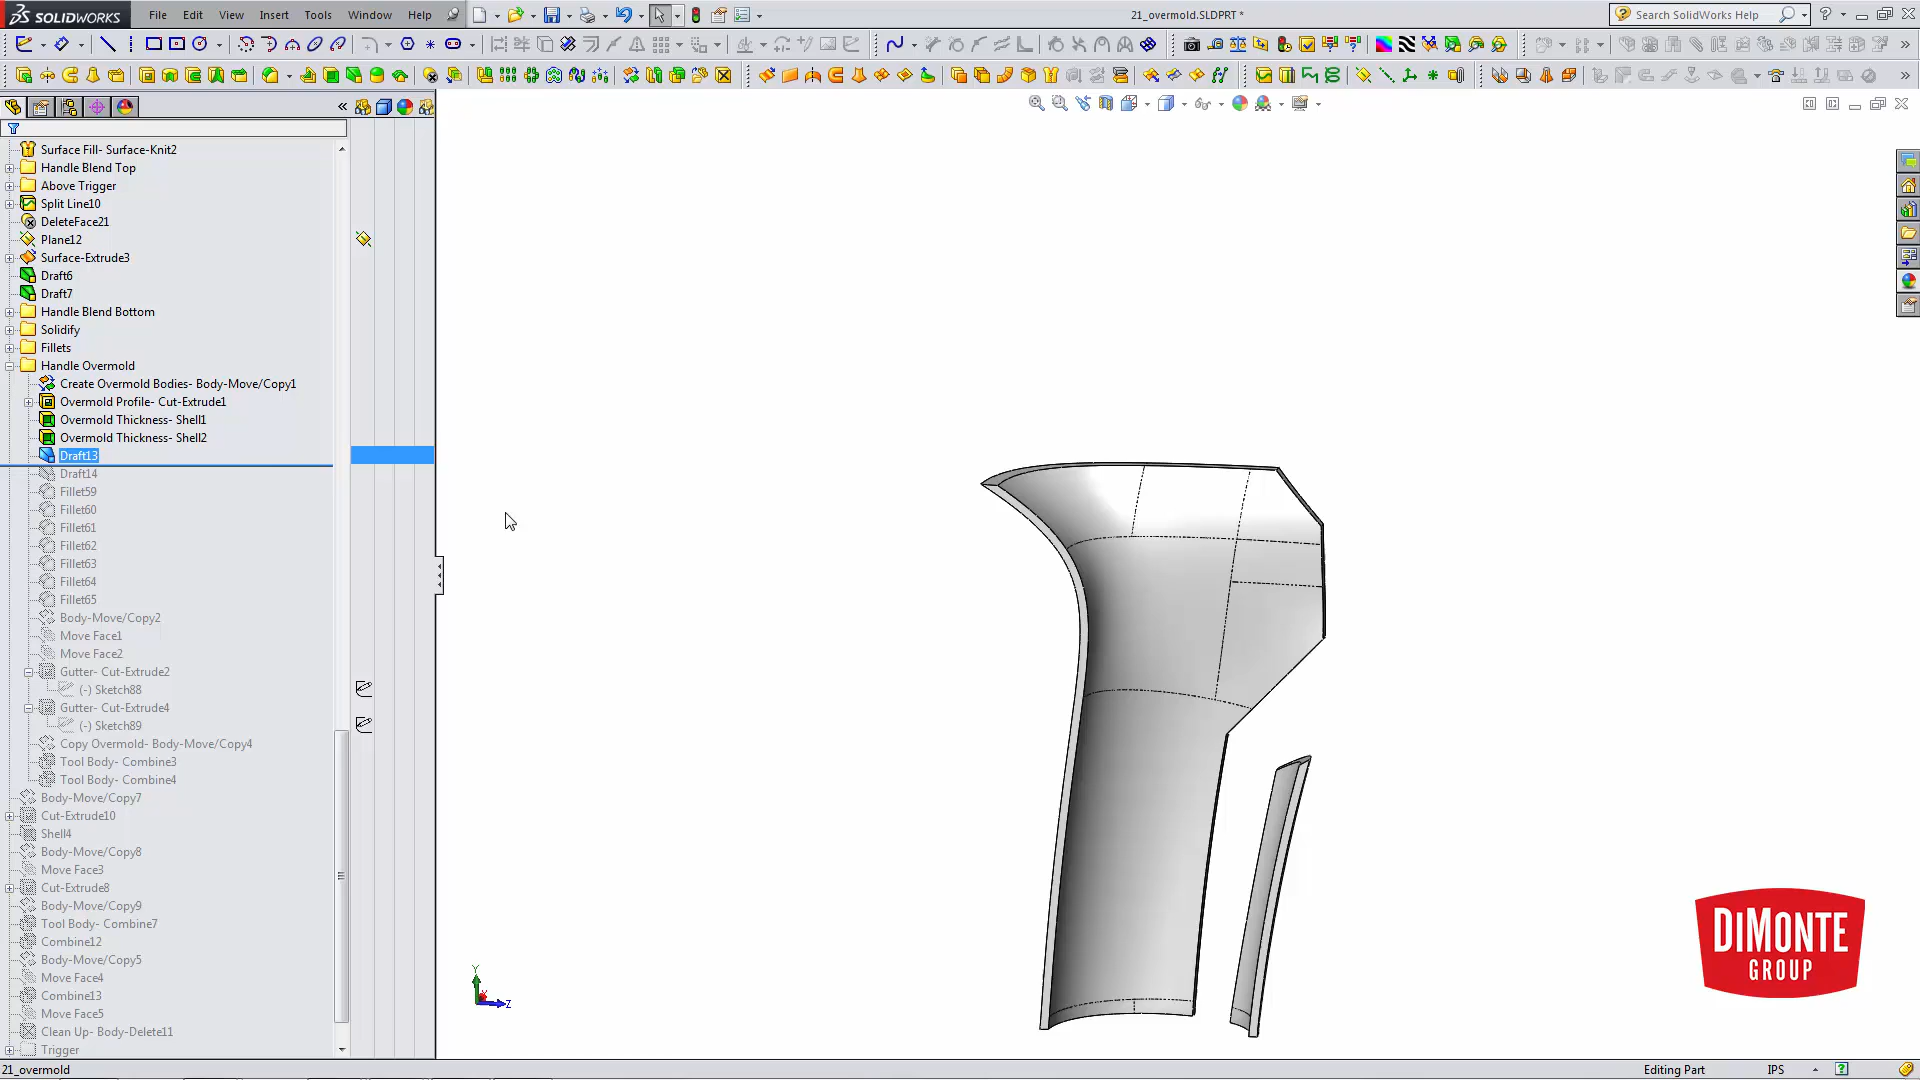 SOLIDWORKS
File Edit View Insert Tools Window Help
21_overmold.SLDPRT *
Search SolidWorks Help
Surface Fill- Surface-Knit2
Handle Blend Top
Above Trigger
Split Line10
DeleteFace21
Plane12
Surface-Extrude3
Draft6
Draft7
Handle Blend Bottom
Solidify
Fillets
Handle Overmold
Create Overmold Bodies- Body-Move/Copy1
Overmold Profile- Cut-Extrude1
Overmold Thickness- Shell1
Overmold Thickness- Shell2
Draft13
Draft14
Fillet59
Fillet60
Fillet61
Fillet62
Fillet63
Fillet64
Fillet65
Body-Move/Copy2
Move Face1
Move Face2
Gutter- Cut-Extrude2
(-) Sketch88
Gutter- Cut-Extrude4
(-) Sketch89
Copy Overmold- Body-Move/Copy4
Tool Body- Combine3
Tool Body- Combine4
Body-Move/Copy7
Cut-Extrude10
Shell4
Body-Move/Copy8
Move Face3
Cut-Extrude8
Body-Move/Copy9
Tool Body- Combine7
Combine12
Body-Move/Copy5
Move Face4
Combine13
Move Face5
Clean Up- Body-Delete11
Trigger
Y
X
Z
DiMONTE
GROUP
21_overmold
Editing Part
IPS